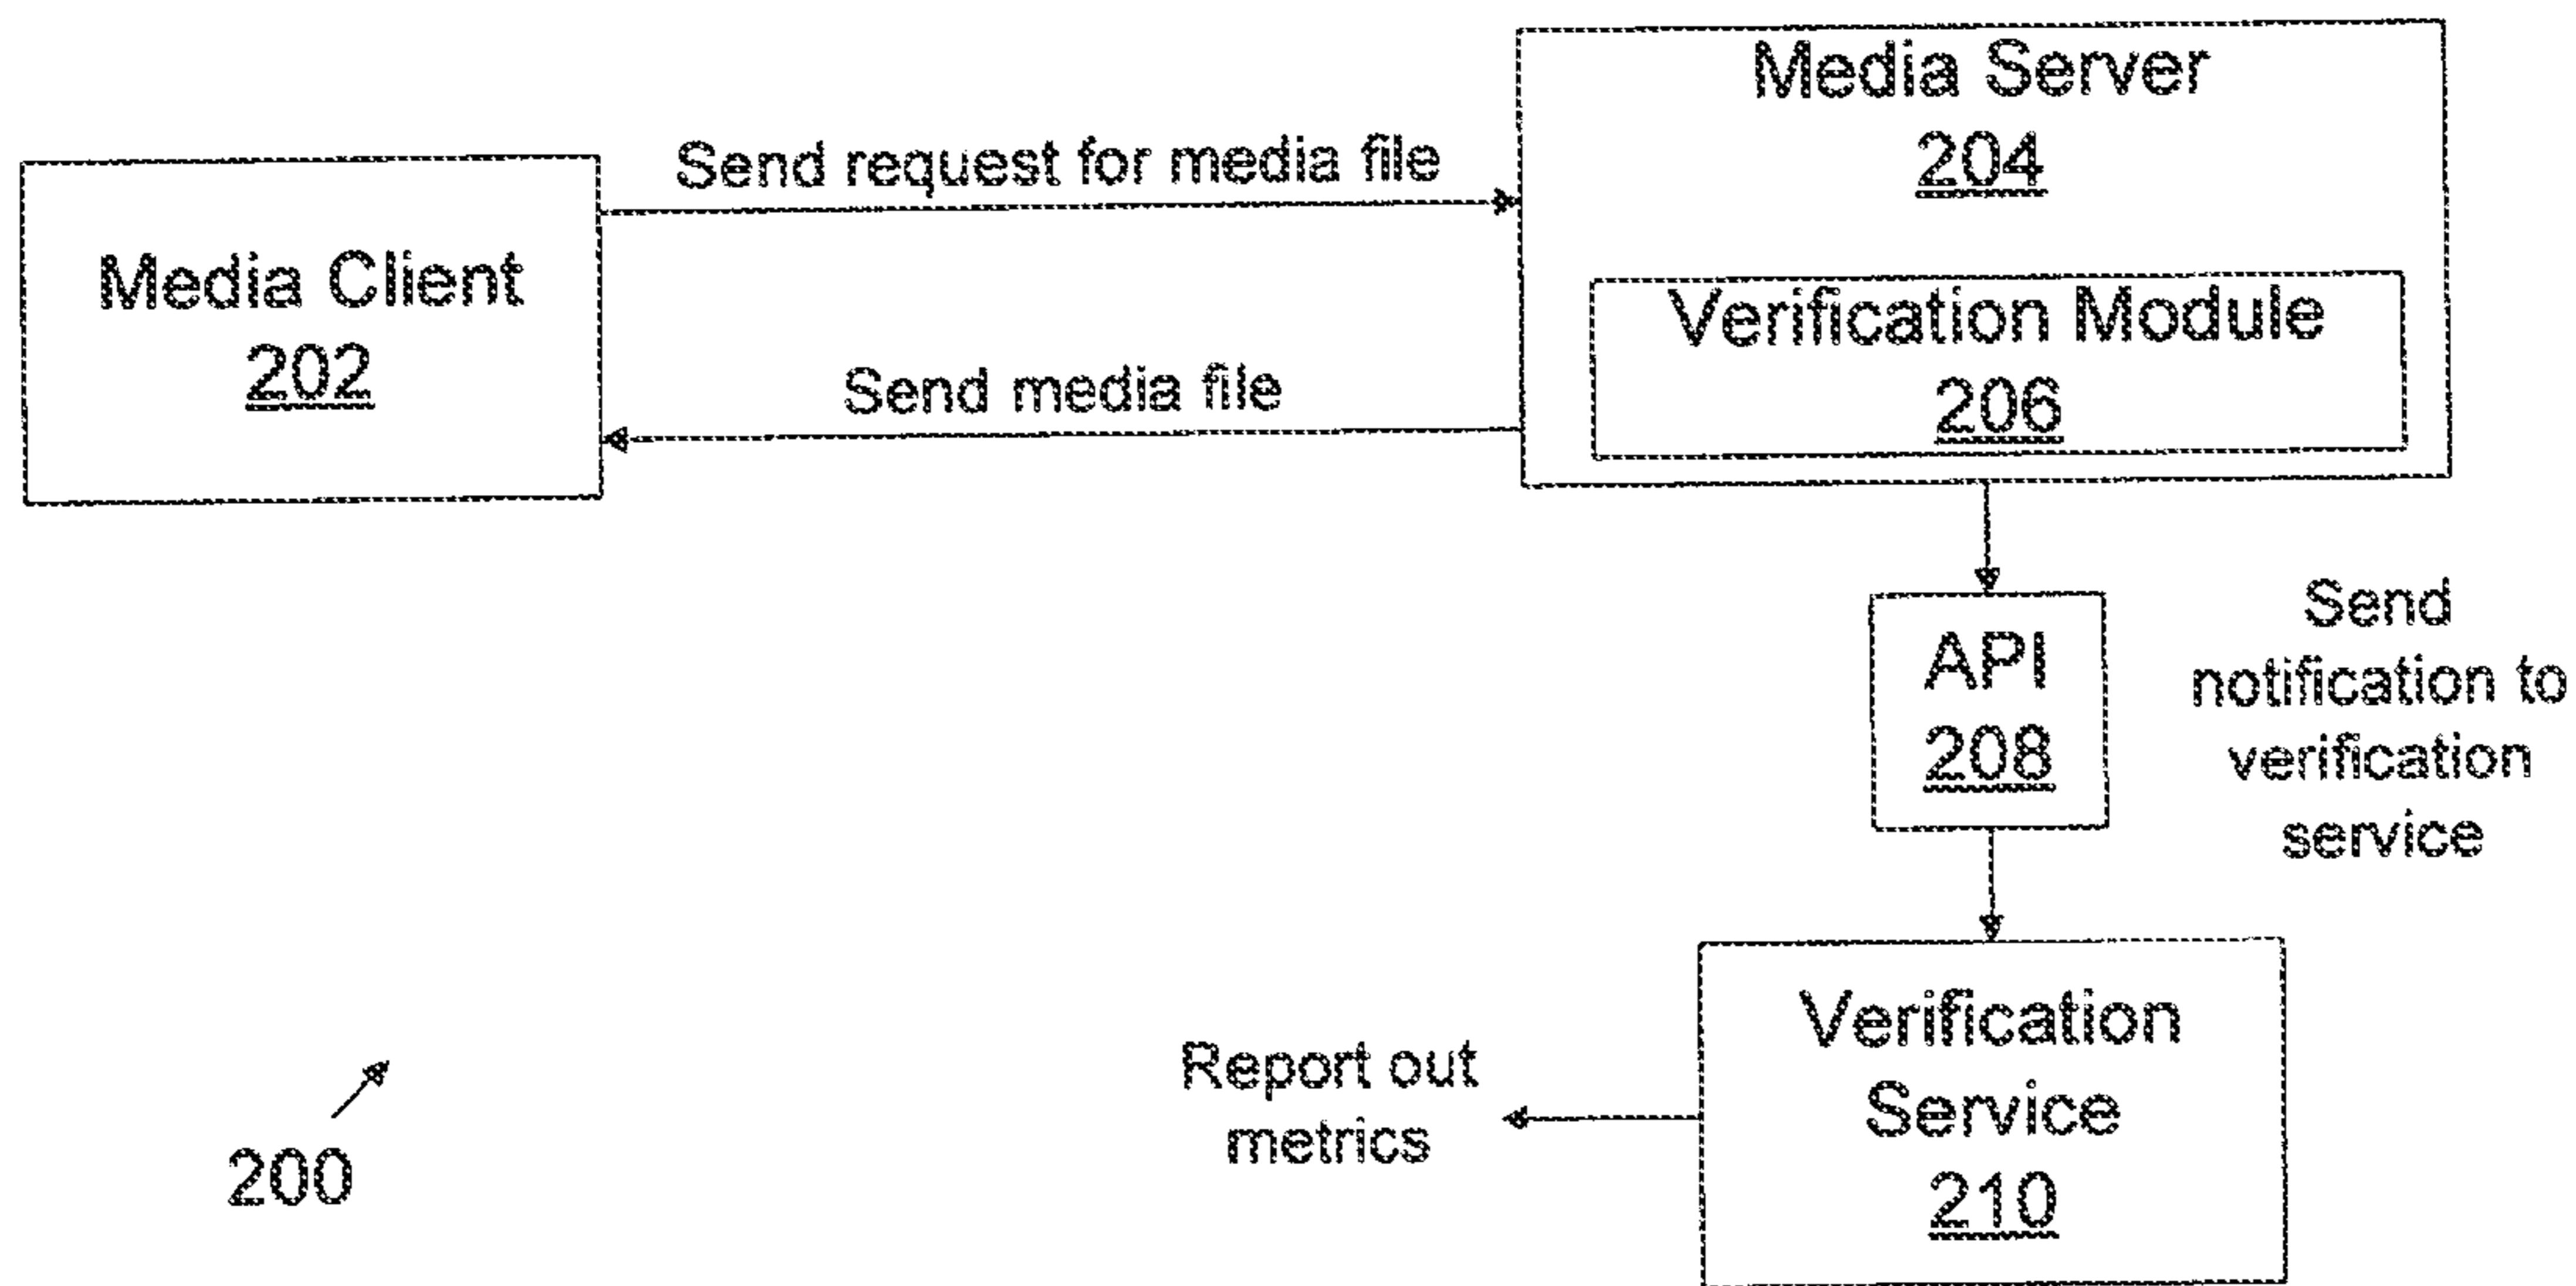 Media Server
204
Send request for media file
Media Client
202
Verification Module
206
Send media file
API
208
Send
notification to
verification
service
Verification
Service
210
Report out
metrics
200